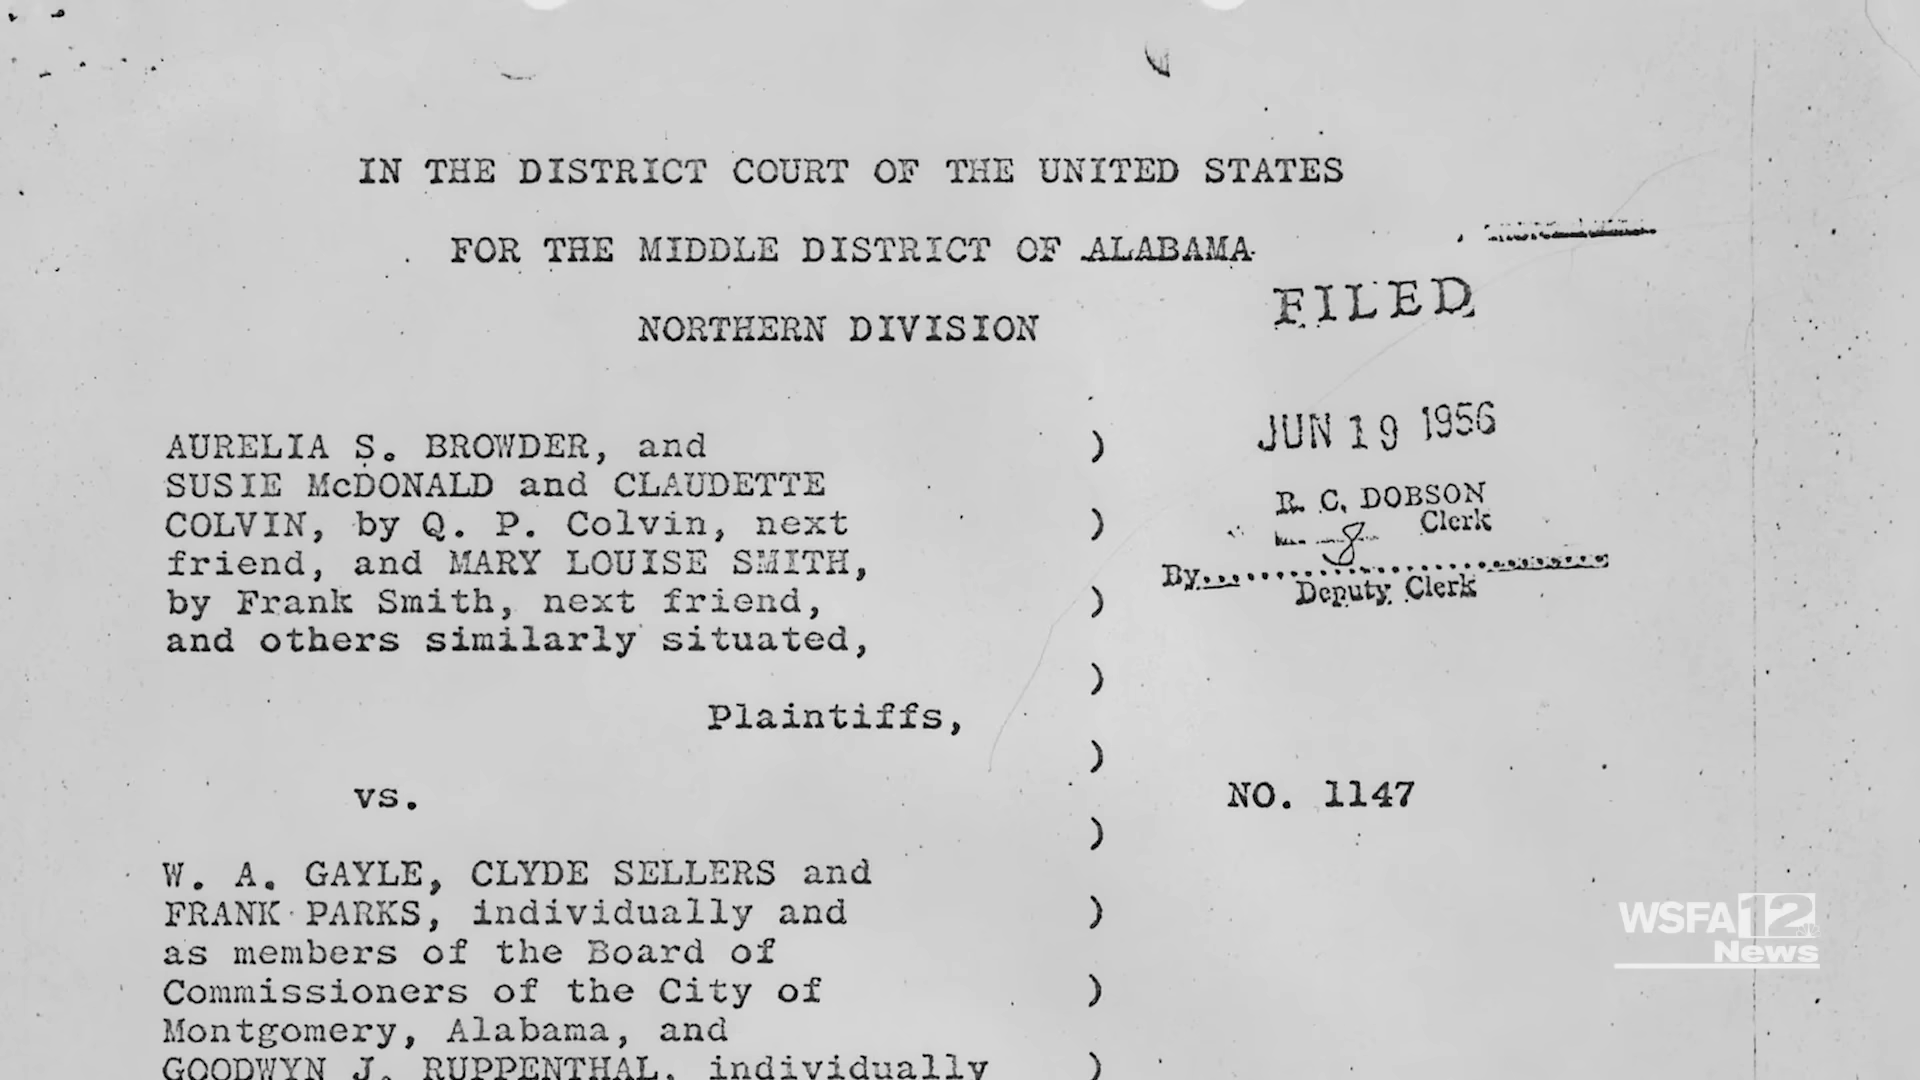 IN THE DISTRICT COURT OF THE UNITED STATES
FOR THE MIDDLE DISTRICT OF ALABAMA
NORTHERN DIVISION
FILED
JUN 19 1956
R. C. DOBSON
Clerk
By
Deputy Clerk
AURELIA S. BROWDER, and )
SUSIE McDONALD and CLAUDETTE
COLVIN, by Q. P. Colvin, next )
friend, and MARY LOUISE SMITH,
by Frank Smith, next friend, )
and others similarly situated,
)
Plaintiffs,
)
vs.
NO. 1147
)
W. A. GAYLE, CLYDE SELLERS and
FRANK PARKS, individually and )
as members of the Board of
Commissioners of the City of )
Montgomery, Alabama, and
GOODWYN J. RUPPENTHAL, individually )
WSFA 12
News